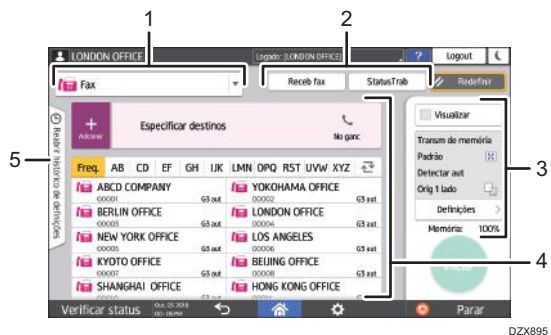 1
2
LONDON OFFICE
Logado: [LONDON OFFICE]
?
Logout
Fax
Receb fax
StatusTrab
Redefinir
5
Reabrir histórico de definições
+
Adicionar
Especificar destinos
No ganc
Freq. AB CD EF GH IJK LMN OPQ RST UVW XYZ
ABCD COMPANY
00001 G3 aut
YOKOHAMA OFFICE
00002 G3 aut
BERLIN OFFICE
00003 G3 aut
LONDON OFFICE
00004 G3 aut
NEW YORK OFFICE
00005 G3 aut
LOS ANGELES
00006 G3 aut
KYOTO OFFICE
00007 G3 aut
BEIJING OFFICE
00008 G3 aut
SHANGHAI OFFICE
HONG KONG OFFICE
Visualizar
Transm de memória
Padrão
Detectar aut
Orig 1 lado
Definições
3
Memória: 100%
Iniciar
4
Verificar status
Oct. 05 2018
Parar
DZX895